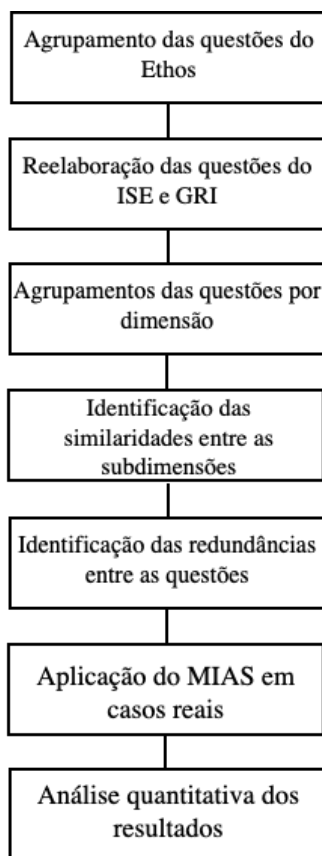 Agrupamento das questões do
Ethos
Reelaboração das questões do
ISE e GRI
Agrupamentos das questões por
dimensão
Identificação das
similaridades entre as
subdimensões
Identificação das redundâncias
entre as questões
Aplicação do MIAS em
casos reais
Análise quantitativa dos
resultados